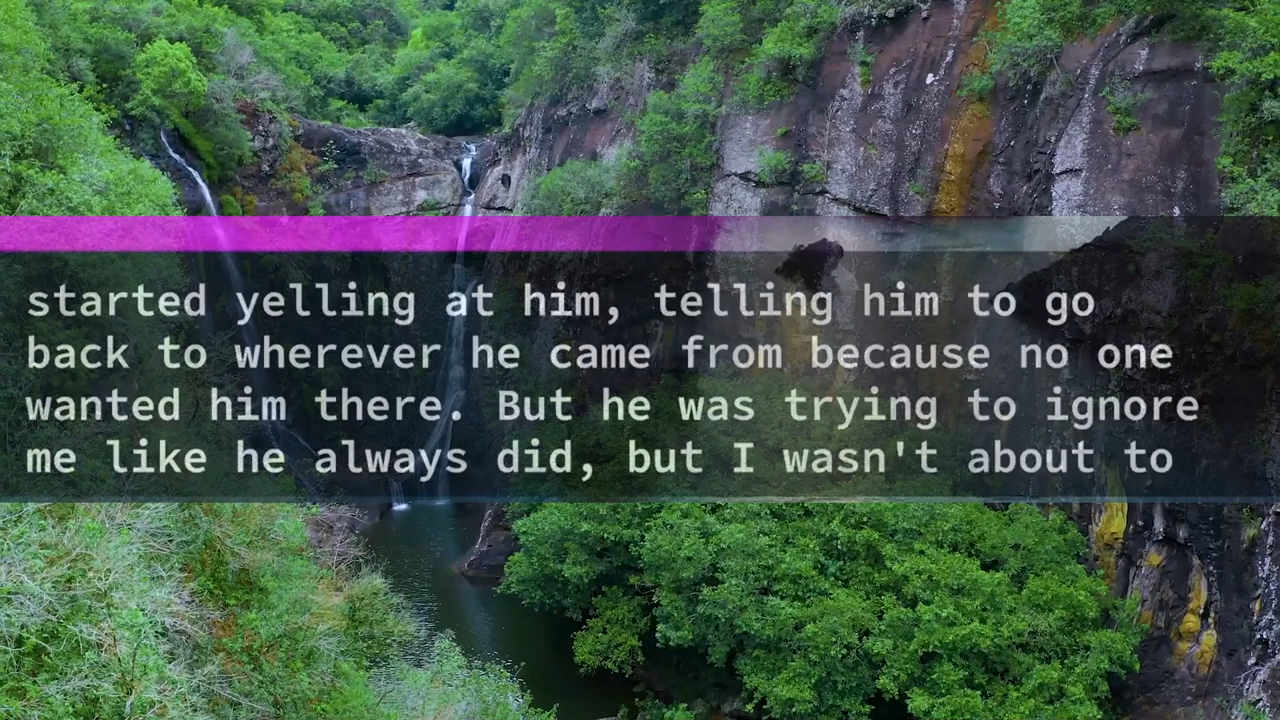 started yelling at him, telling him to go
back to wherever he came from because no one
wanted him there. But he was trying to ignore
me like he always did, but I wasn't about to